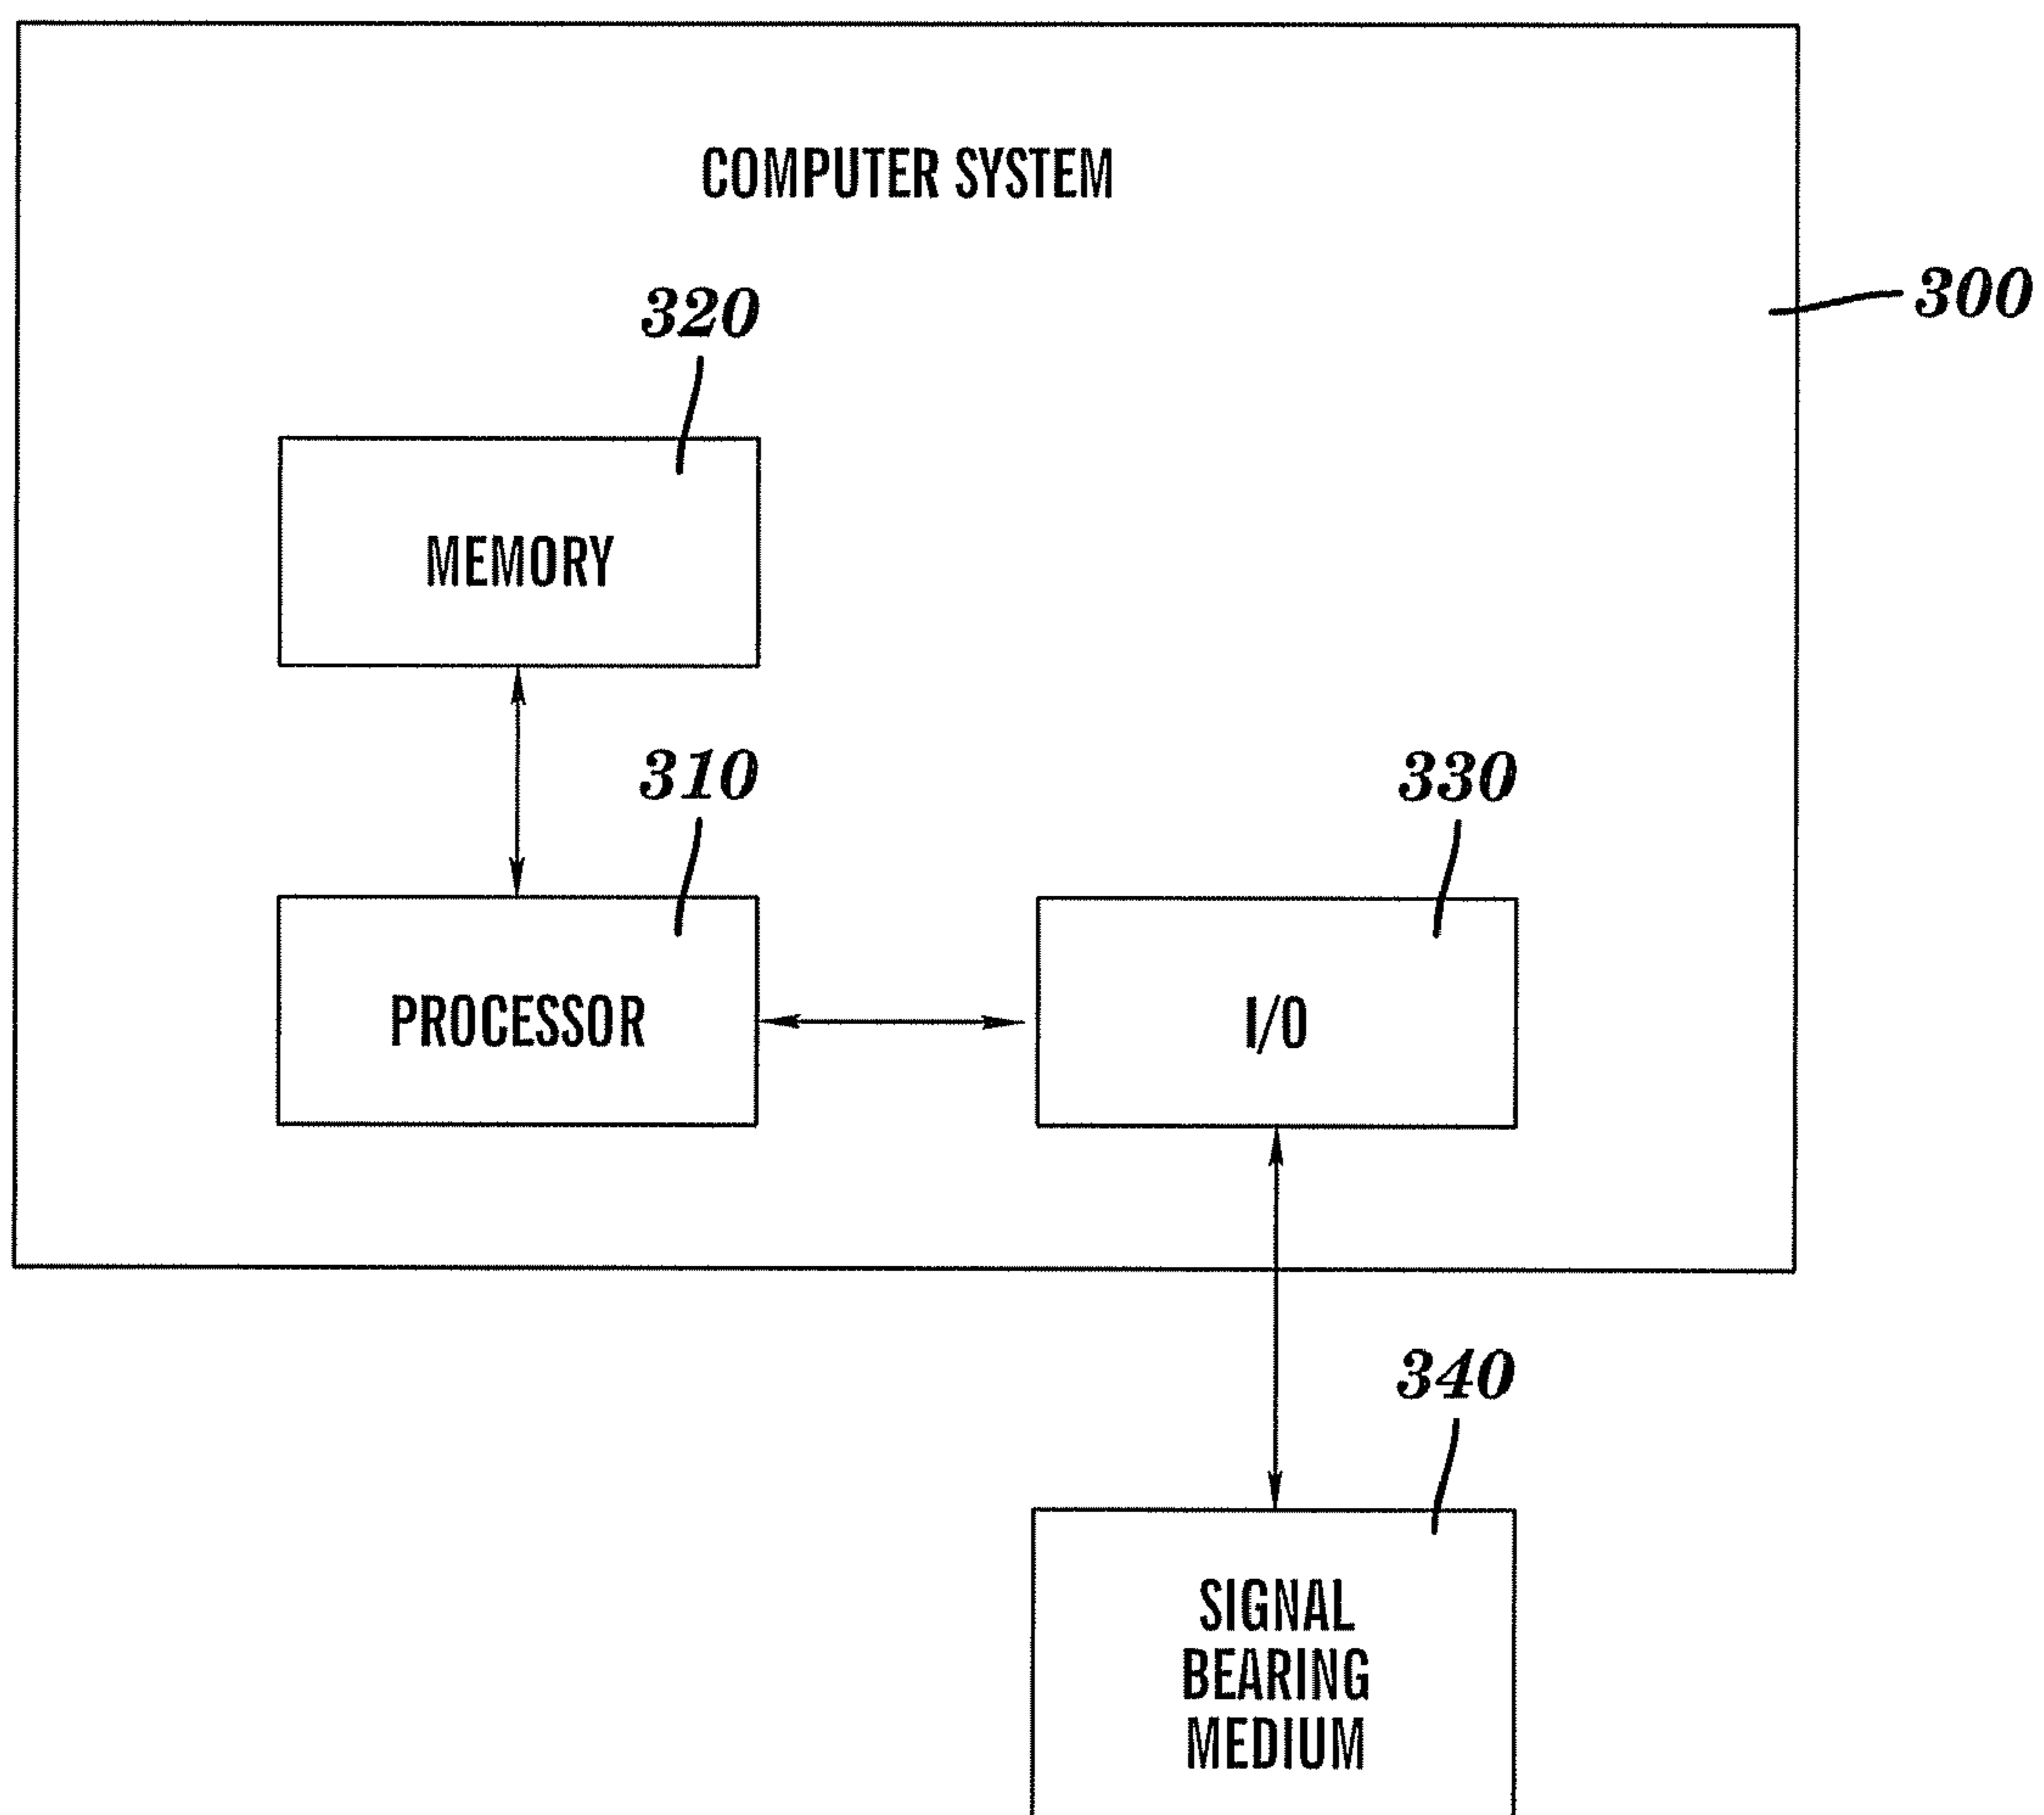 COMPUTER SYSTEM
300
320
MEMORY
310
330
PROCESSOR
I/O
340
SIGNAL
BEARING
MEDIUM